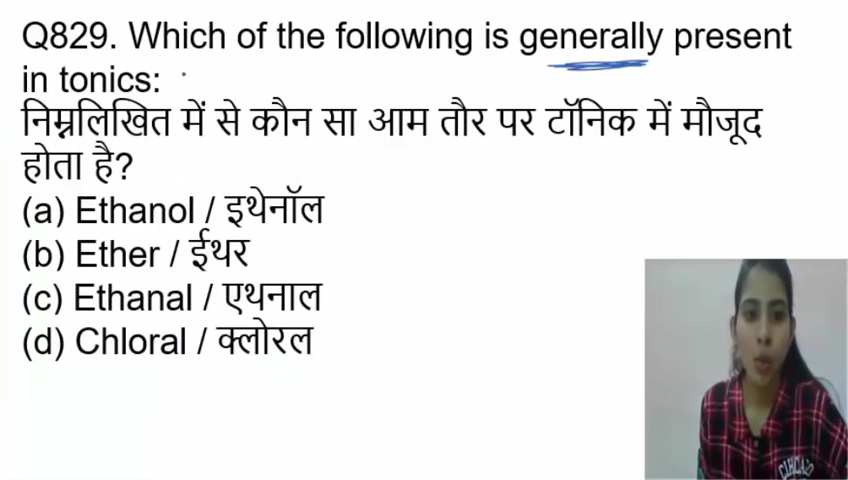 Q829. Which of the following is generally present
in tonics:
निम्नलिखित में से कौन सा आम तौर पर टॉनिक में मौजूद
होता है?
(a) Ethanol / इथेनॉल
(b) Ether / ईथर
(c) Ethanal / एथनाल
(d) Chloral / क्लोरल
CHICAGO